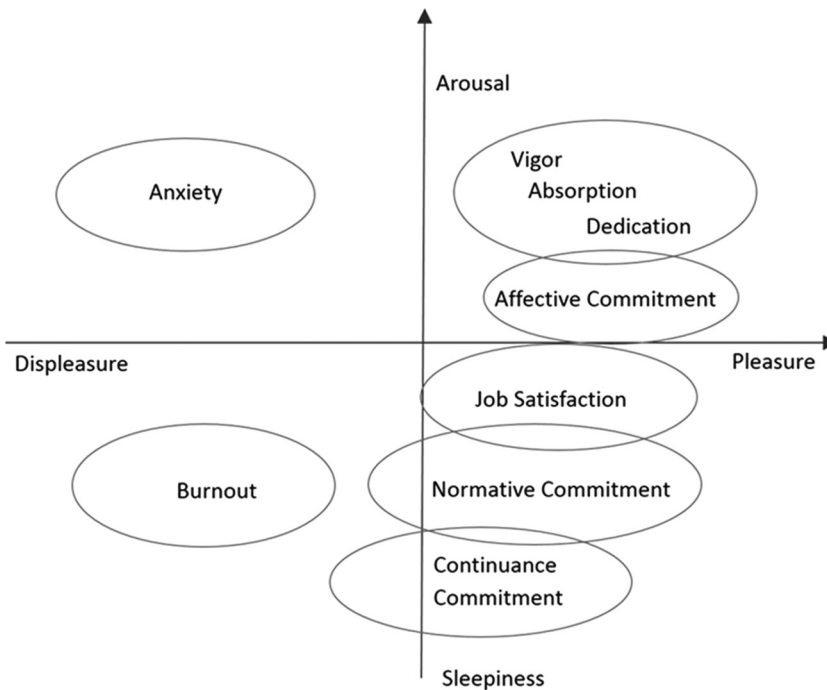 Arousal
Vigor
Anxiety
Absorption
Dedication
Affective Commitment
Displeasure
Pleasure
Job Satisfaction
Burnout
Normative Commitment
Continuance
Commitment
Sleepiness